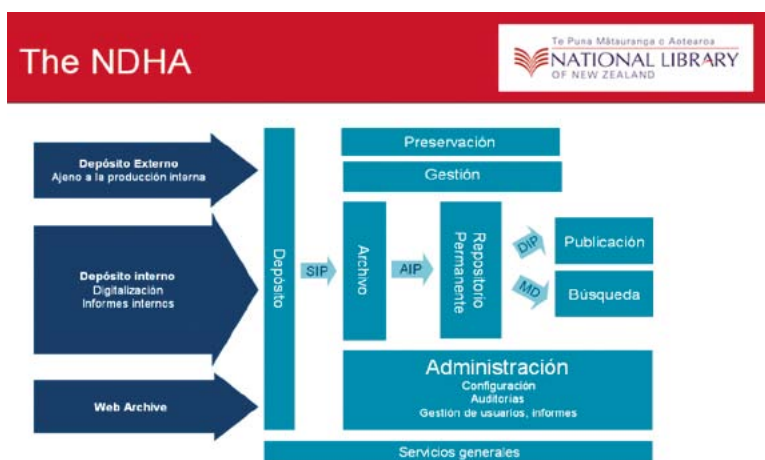 The NDHA
Te Puna Mātauranga o Aotearoa
NATIONAL LIBRARY
OF NEW ZEALAND
Depósito Externo
Ajeno a la producción interna
Depósito interno
Digitalización
Informes internos
Web Archive
Depósito
SIP
Preservación
Gestión
Archivo
AIP
Repositorio
Permanente
DIP
MD
Publicación
Búsqueda
Administración
Configuración
Auditorías
Gestión de usuarios, informes
Servicios generales